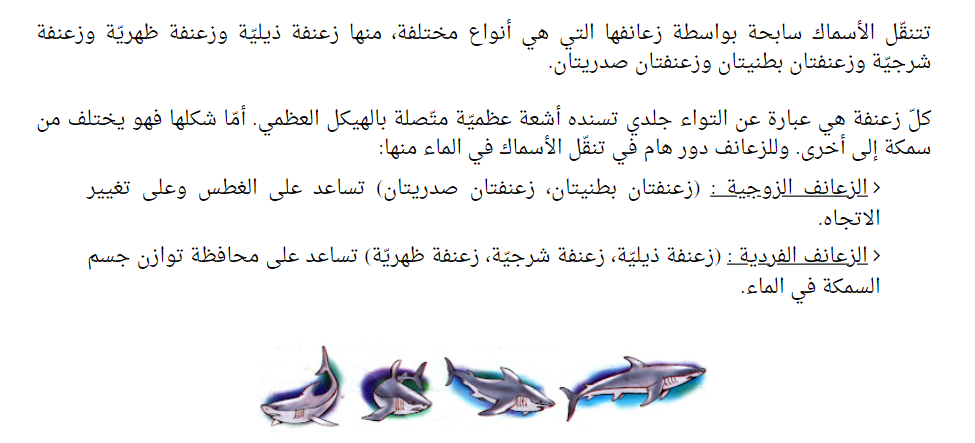 تتنقّل الأسماك سابحة بواسطة زعانفها التي هي أنواع مختلفة، منها زعنفة ذيليّة وزعنفة ظهريّة وزعنفة
شرجيّة وزعنفتان بطنيتان وزعنفتان صدريتان.
كلّ زعنفة هي عبارة عن التواء جلدي تسنده أشعة عظميّة متّصلة بالهيكل العظمي. أمّا شكلها فهو يختلف من
سمكة إلى أخرى. وللزعانف دور هام في تنقّل الأسماك في الماء منها:
› الزعانف الزوجية : (زعنفتان بطنيتان، زعنفتان صدريتان) تساعد على الغطس وعلى تغيير
الاتجاه.
› الزعانف الفردية : (زعنفة ذيليّة، زعنفة شرجيّة، زعنفة ظهريّة) تساعد على محافظة توازن جسم
السمكة في الماء.